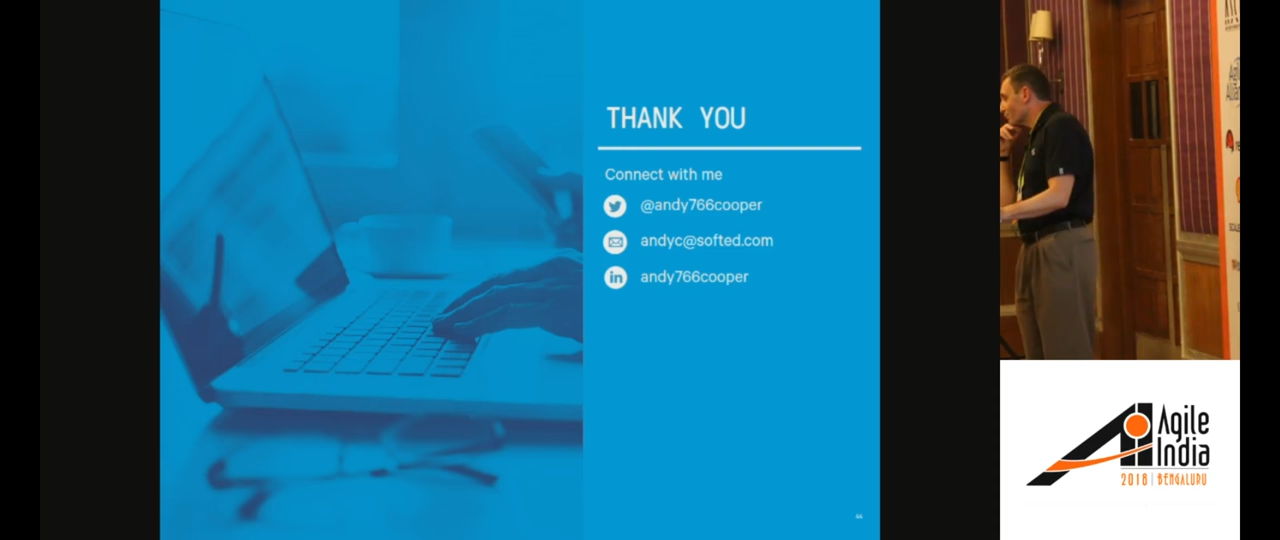 THANK YOU
Connect with me
@andy766cooper
andyc@softed.com
andy766cooper
Agile
India
2018 | BENGALURU